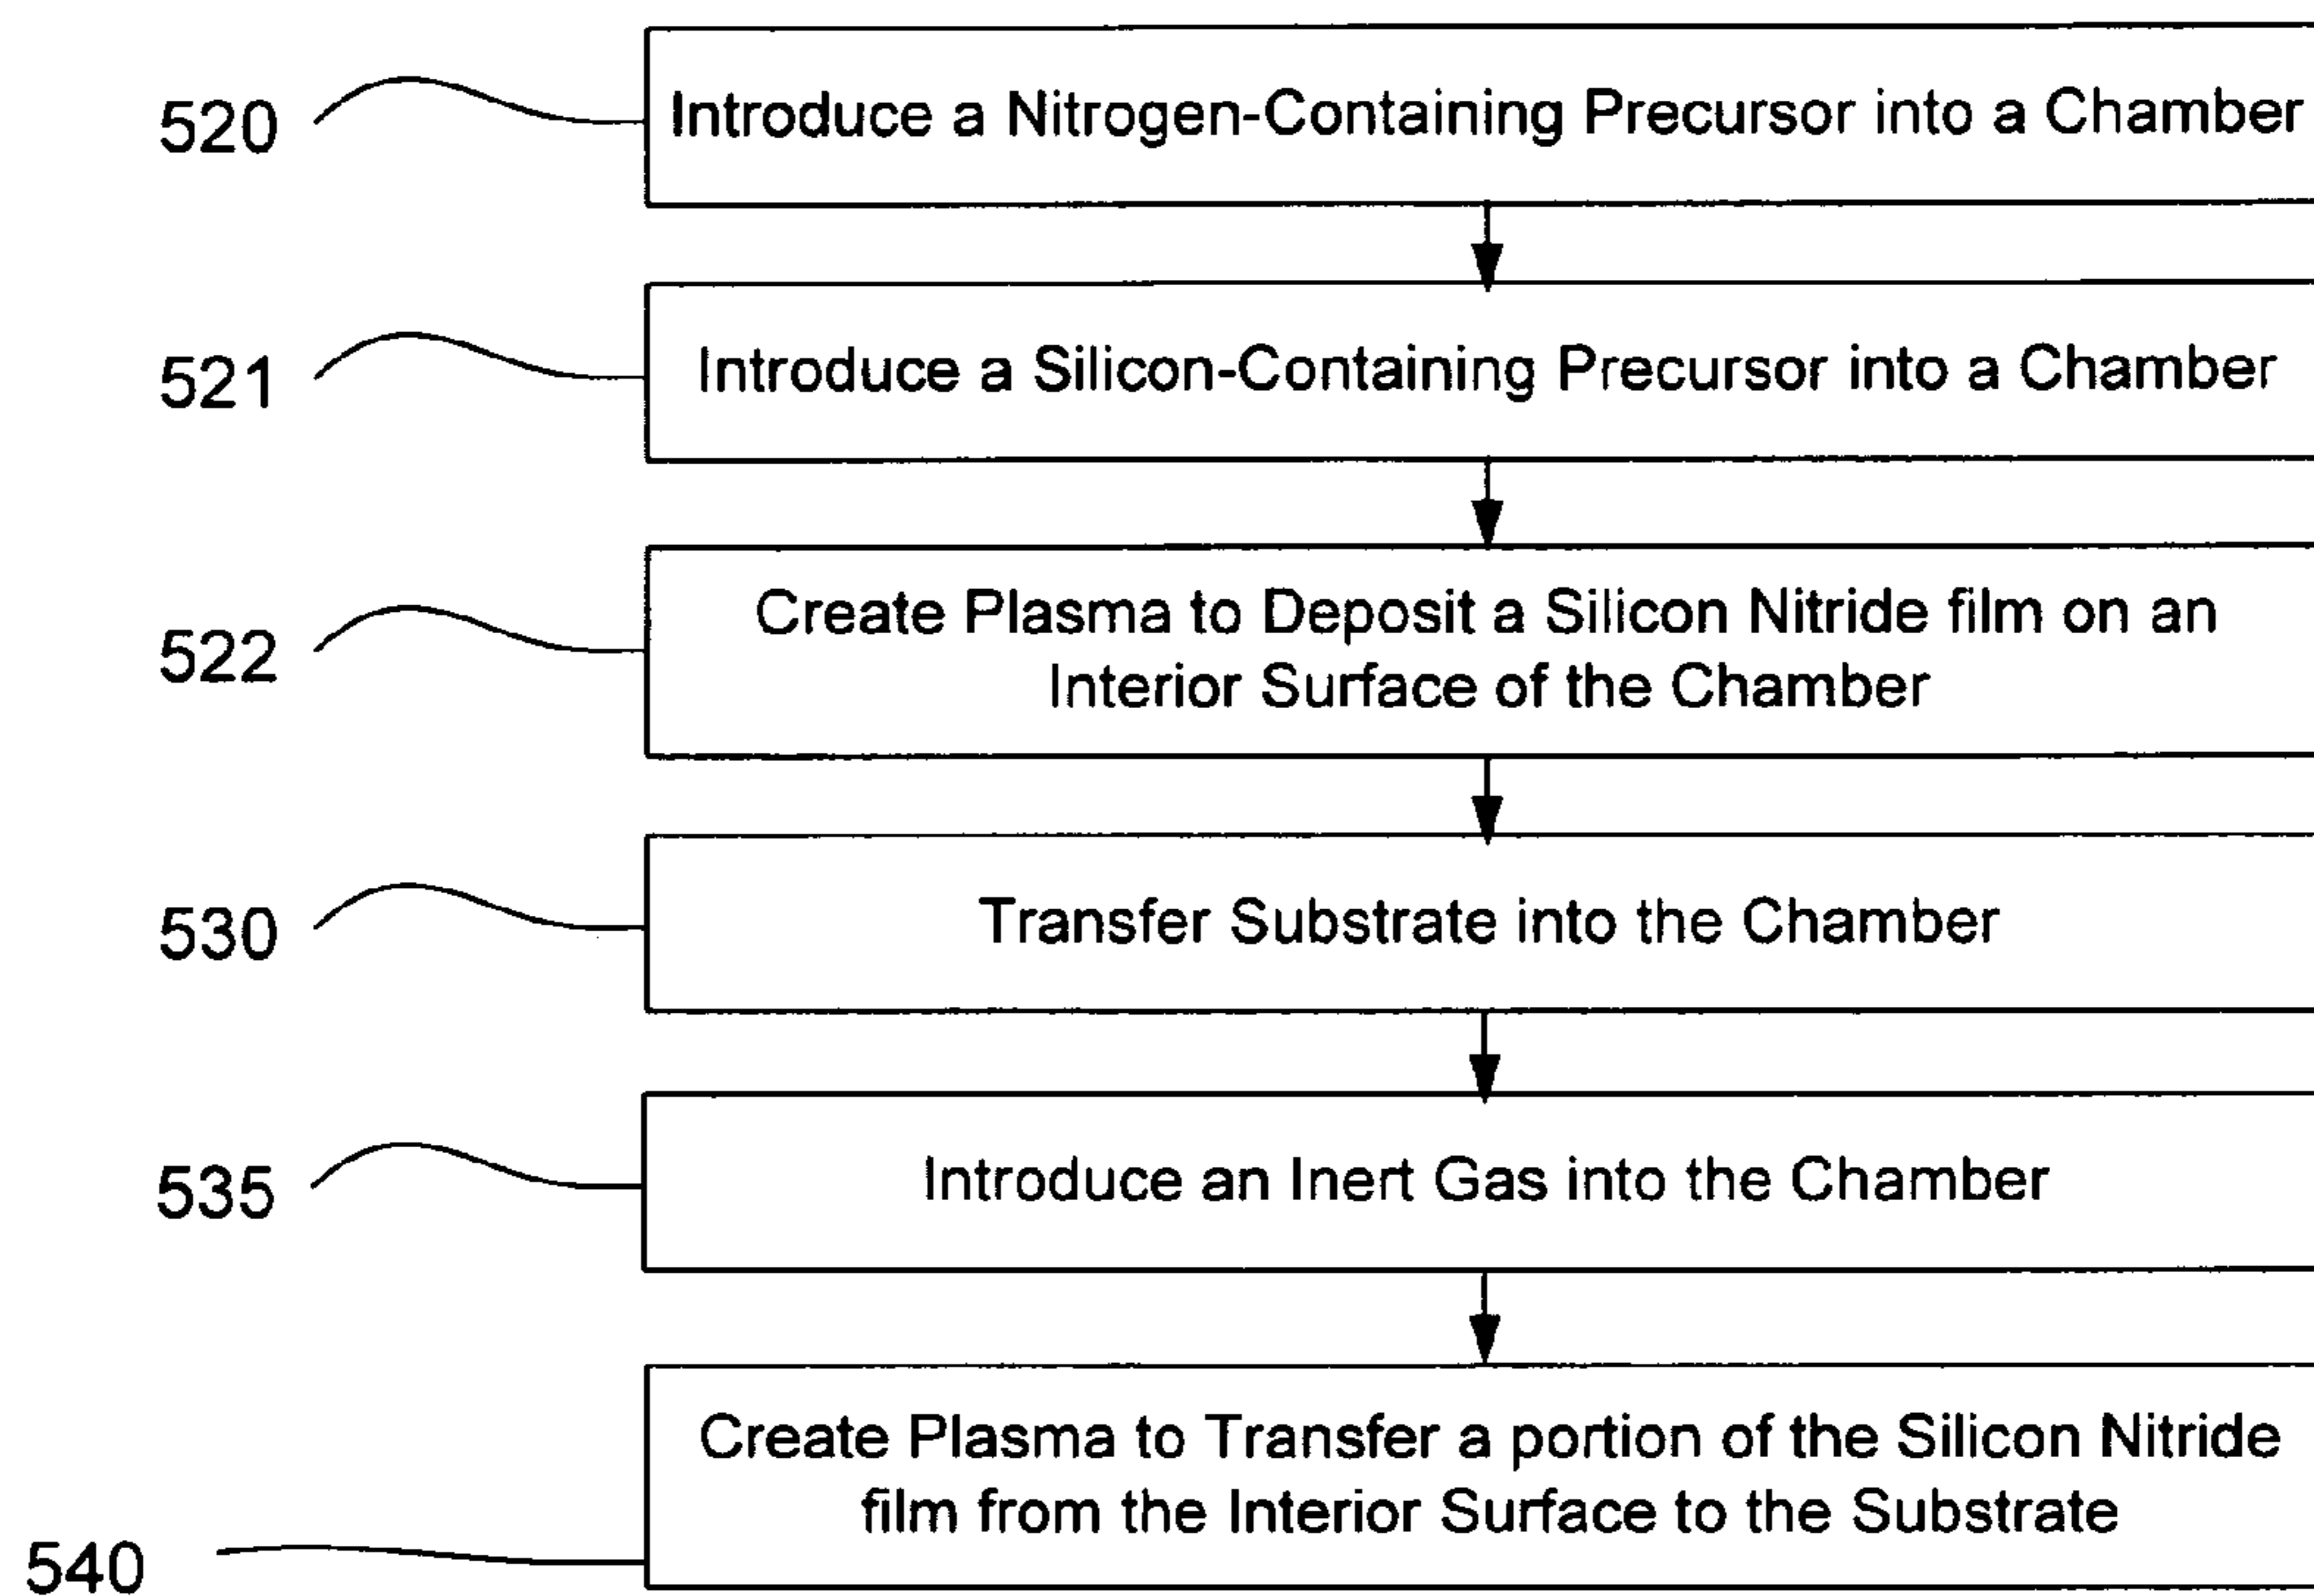 520
Introduce a Nitrogen-Containing Precursor into a Chamber
521
Introduce a Silicon-Containing Precursor into a Chamber
522
Create Plasma to Deposit a Silicon Nitride film on an
Interior Surface of the Chamber
530
Transfer Substrate into the Chamber
535
Introduce an Inert Gas into the Chamber
540
Create Plasma to Transfer a portion of the Silicon Nitride
film from the Interior Surface to the Substrate